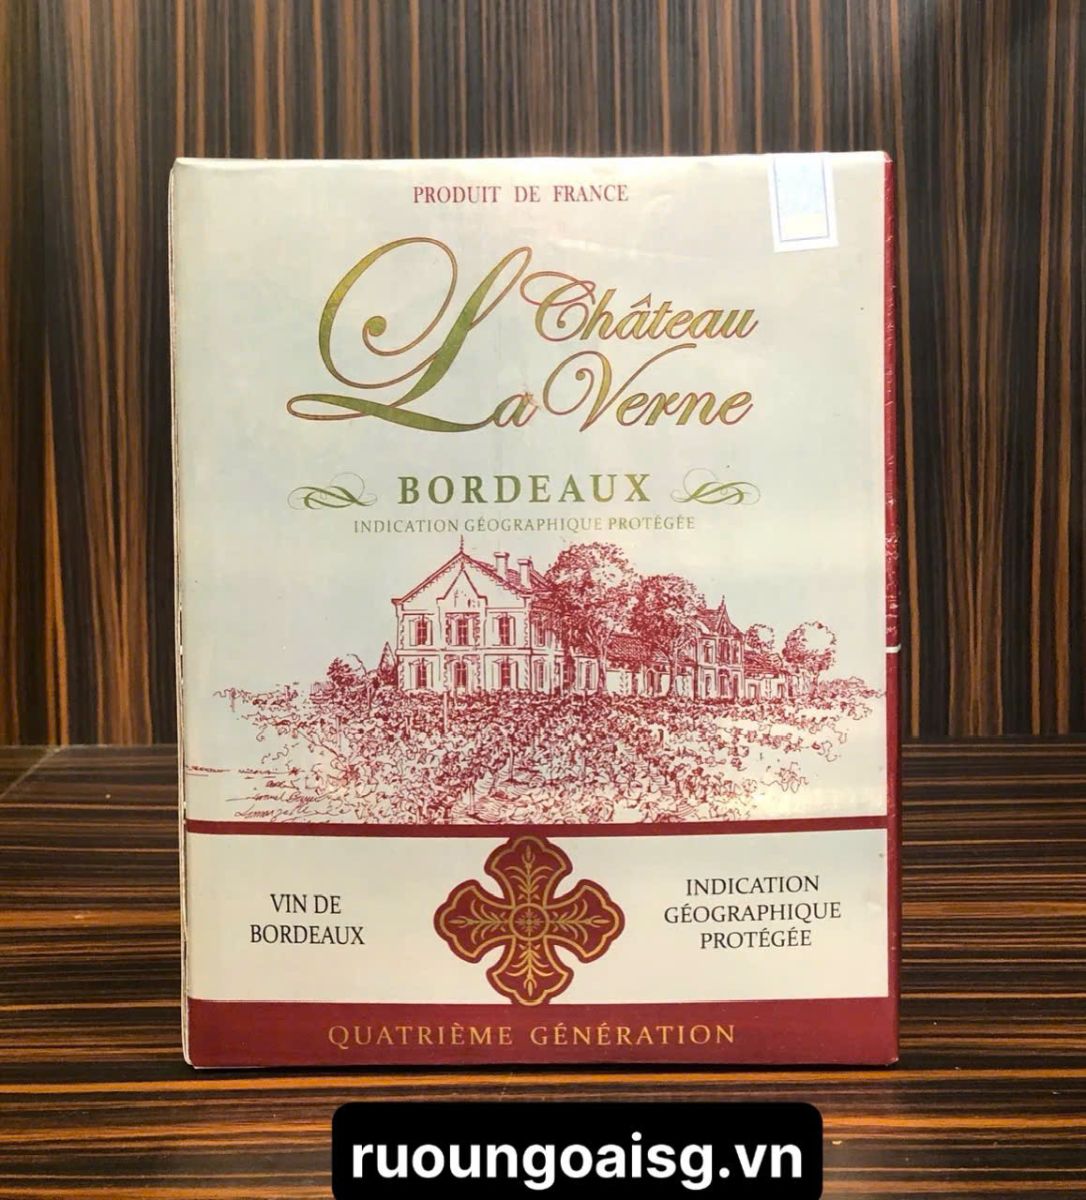 PRODUIT DE FRANCE
Château
La Verne
BORDEAUX
INDICATION GÉOGRAPHIQUE PROTÉGÉE
VIN DE
BORDEAUX
INDICATION
GÉOGRAPHIQUE
PROTÉGÉE
QUATRIÈME GÉNÉRATION
ruoungoaisg.vn